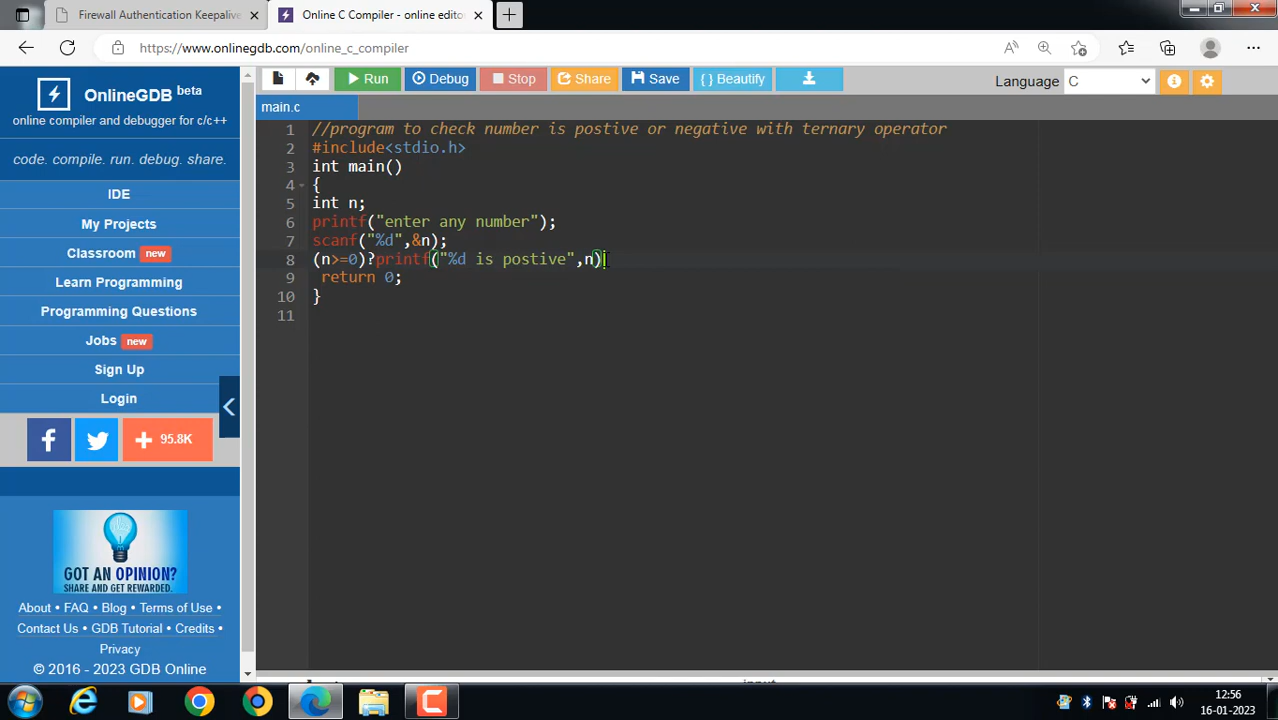 Firewall Authentication Keepalive
Online C Compiler - online edito
https://www.onlinegdb.com/online_c_compiler
OnlineGDB beta
online compiler and debugger for c/c++
code. compile. run. debug. share.
IDE
My Projects
Classroom new
Learn Programming
Programming Questions
Jobs new
Sign Up
Login
95.8K
GOT AN OPINION?
SHARE AND GET REWARDED.
About • FAQ • Blog • Terms of Use •
Contact Us • GDB Tutorial • Credits •
Privacy
© 2016 - 2023 GDB Online
Run Debug Stop Share Save { } Beautify
Language C
main.c
1 //program to check number is postive or negative with ternary operator
2 #include<stdio.h>
3 int main()
4 {
5 int n;
6 printf("enter any number");
7 scanf("%d",&n);
8 (n>=0)?printf("%d is postive",n)
9 return 0;
10 }
11
12:56
16-01-2023